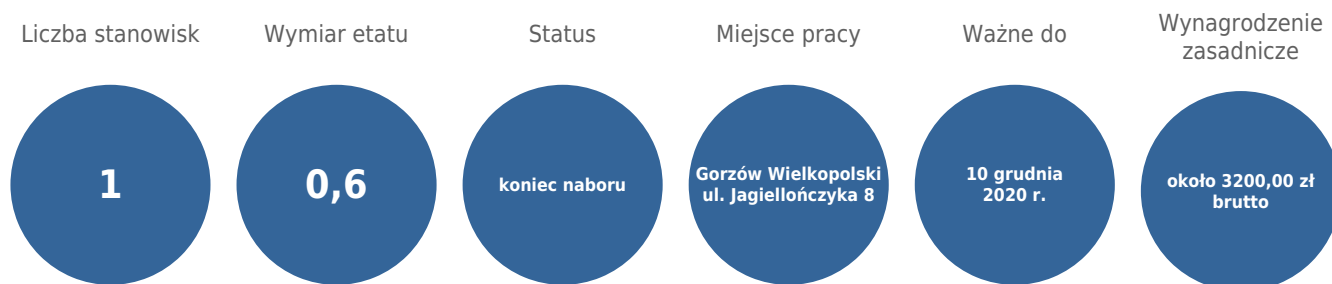 Liczba stanowisk
Wymiar etatu
Status
Miejsce pracy
Ważne do
Wynagrodzenie
zasadnicze
1
0,6
koniec naboru
Gorzów Wielkopolski
ul. Jagiellończyka 8
10 grudnia
2020 r.
około 3200,00 zł
brutto